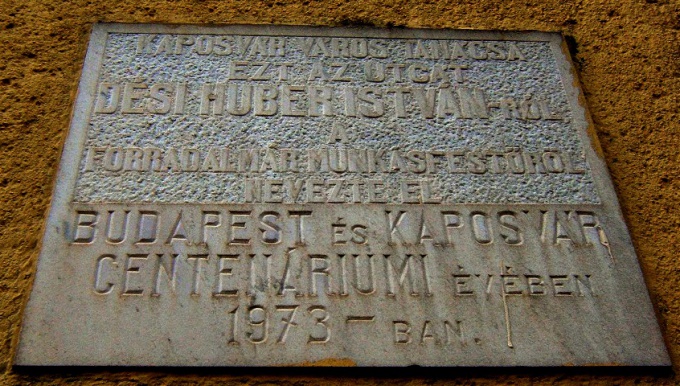 KAPOSVÁR VÁROS TANÁCSA
EZT AZ UTCÁT
DÉSI HUBER ISTVÁN-RÓL
A
FORRADALMÁR MUNKÁSFESTŐRŐL
NEVEZTE EL
BUDAPEST ÉS KAPOSVÁR
CENTENÁRIUMI ÉVÉBEN
1973-BAN.